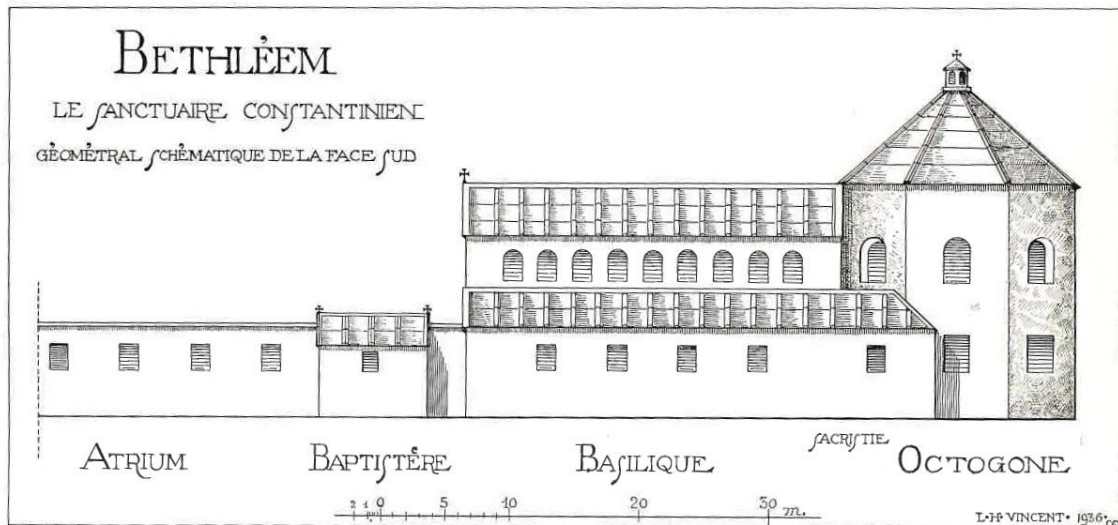 BETHLÉEM
LE SANCTUAIRE CONSTANTINIEN
GÉOMÉTRAL SCHÉMATIQUE DE LA FACE SUD
ATRIUM
BAPTISTÈRE
BASILIQUE
SACRISTIE
OCTOGONE
2 1 0 5 10 20 30 m.
L.-H. VINCENT • 1936 •